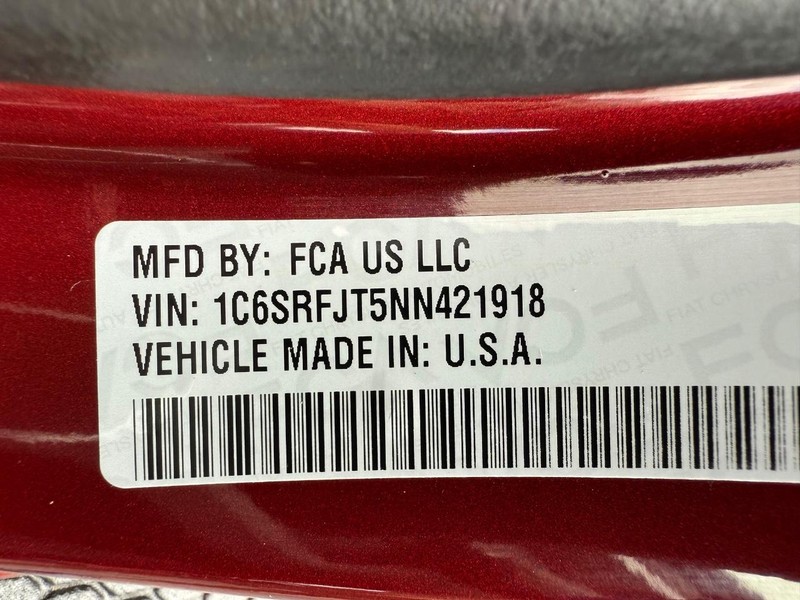 MFD BY: FCA US LLC
VIN: 1C6SRFJT5NN421918
VEHICLE MADE IN: U.S.A.